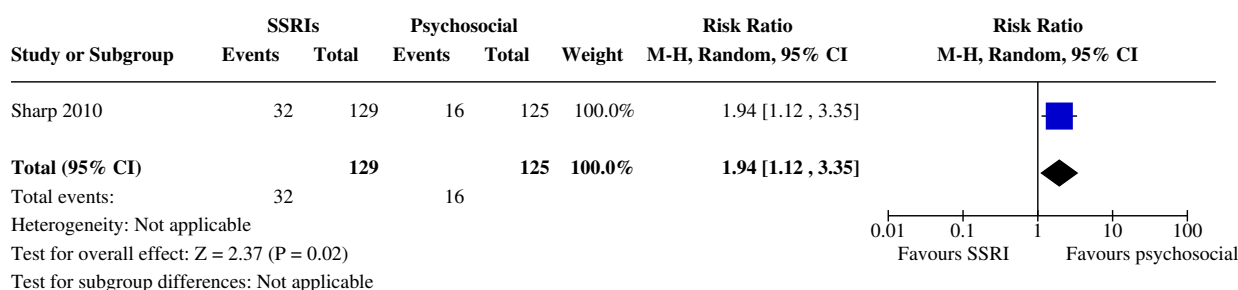 SSRIs Psychosocial Risk Ratio Risk Ratio
Study or Subgroup Events Total Events Total Weight M-H, Random, 95% CI M-H, Random, 95% CI
Sharp 2010 32 129 16 125 100.0% 1.94 [1.12 , 3.35]
Total (95% CI) 129 125 100.0% 1.94 [1.12 , 3.35]
Total events: 32 16
Heterogeneity: Not applicable
0.01 0.1 1 10 100
Test for overall effect: Z = 2.37 (P = 0.02) Favours SSRI Favours psychosocial
Test for subgroup differences: Not applicable